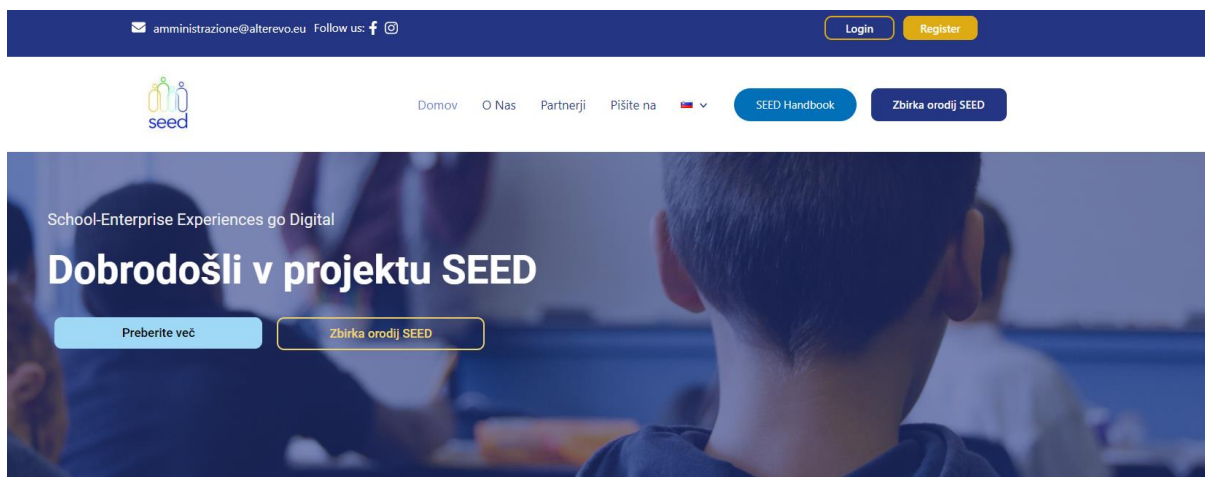 amministrazione@alterevo.eu Follow us:
Login Register
seed
Domov O Nas Partnerji Pišite na SEED Handbook Zbirka orodij SEED
School-Enterprise Experiences go Digital
Dobrodošli v projektu SEED
Preberite več Zbirka orodij SEED